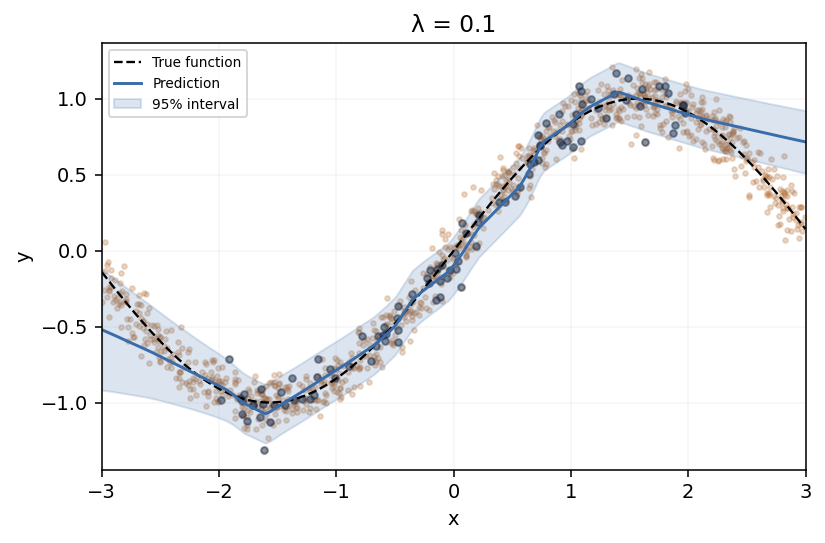 λ = 0.1
True function
Prediction
95% interval
y
1.0
0.5
0.0
−0.5
−1.0
−3 −2 −1 0 1 2 3
x